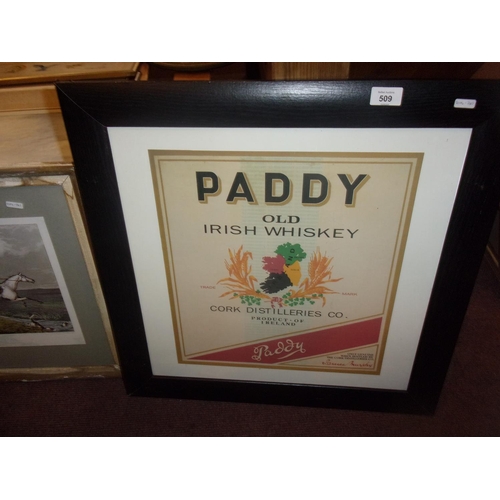 509
PADDY
OLD
IRISH WHISKEY
CORK DISTILLERIES CO.
PRODUCT-OF
IRELAND
Paddy